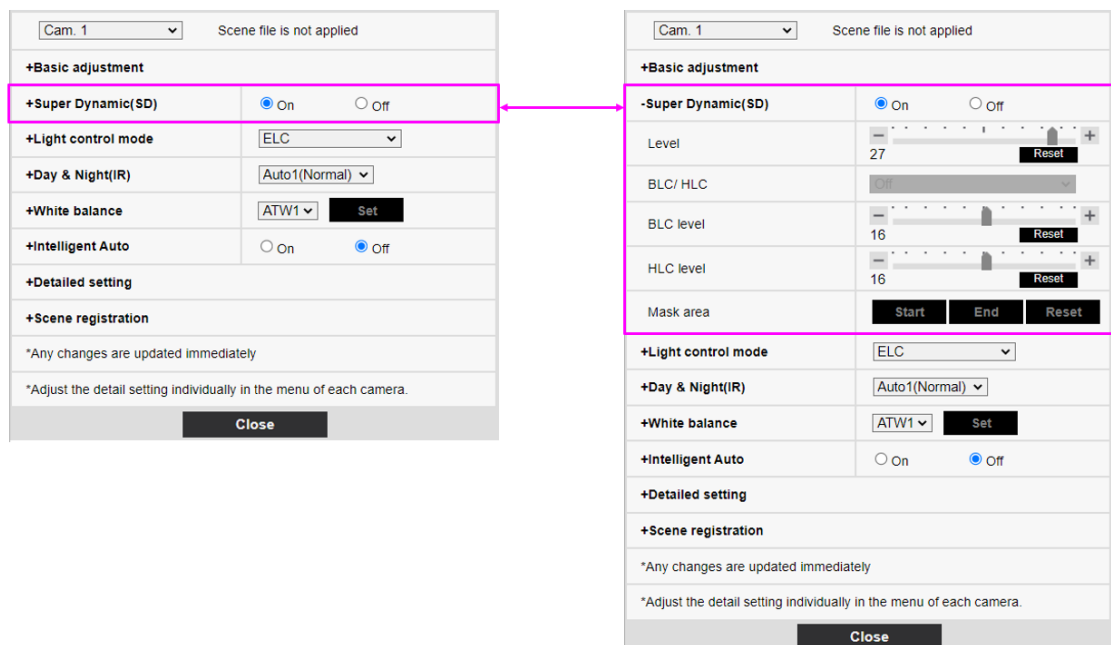 Cam. 1 Scene file is not applied
+Basic adjustment
+Super Dynamic(SD) On Off
+Light control mode ELC
+Day & Night(IR) Auto1(Normal)
+White balance ATW1 Set
+Intelligent Auto On Off
+Detailed setting
+Scene registration
*Any changes are updated immediately
*Adjust the detail setting individually in the menu of each camera.
Close
Cam. 1 Scene file is not applied
+Basic adjustment
-Super Dynamic(SD) On Off
Level − +
27 Reset
BLC/ HLC Off
BLC level − +
16 Reset
HLC level − +
16 Reset
Mask area Start End Reset
+Light control mode ELC
+Day & Night(IR) Auto1(Normal)
+White balance ATW1 Set
+Intelligent Auto On Off
+Detailed setting
+Scene registration
*Any changes are updated immediately
*Adjust the detail setting individually in the menu of each camera.
Close